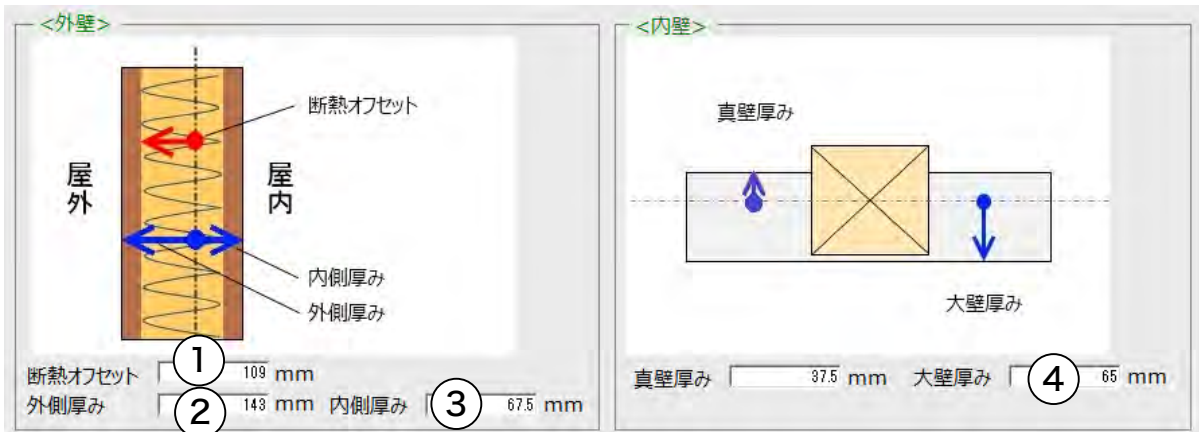 <外壁>
断熱オフセット
屋外
屋内
内側厚み
外側厚み
断熱オフセット ① 109 mm
外側厚み ② 143 mm 内側厚み ③ 67.5 mm
<内壁>
真壁厚み
大壁厚み
真壁厚み 37.5 mm 大壁厚み ④ 65 mm